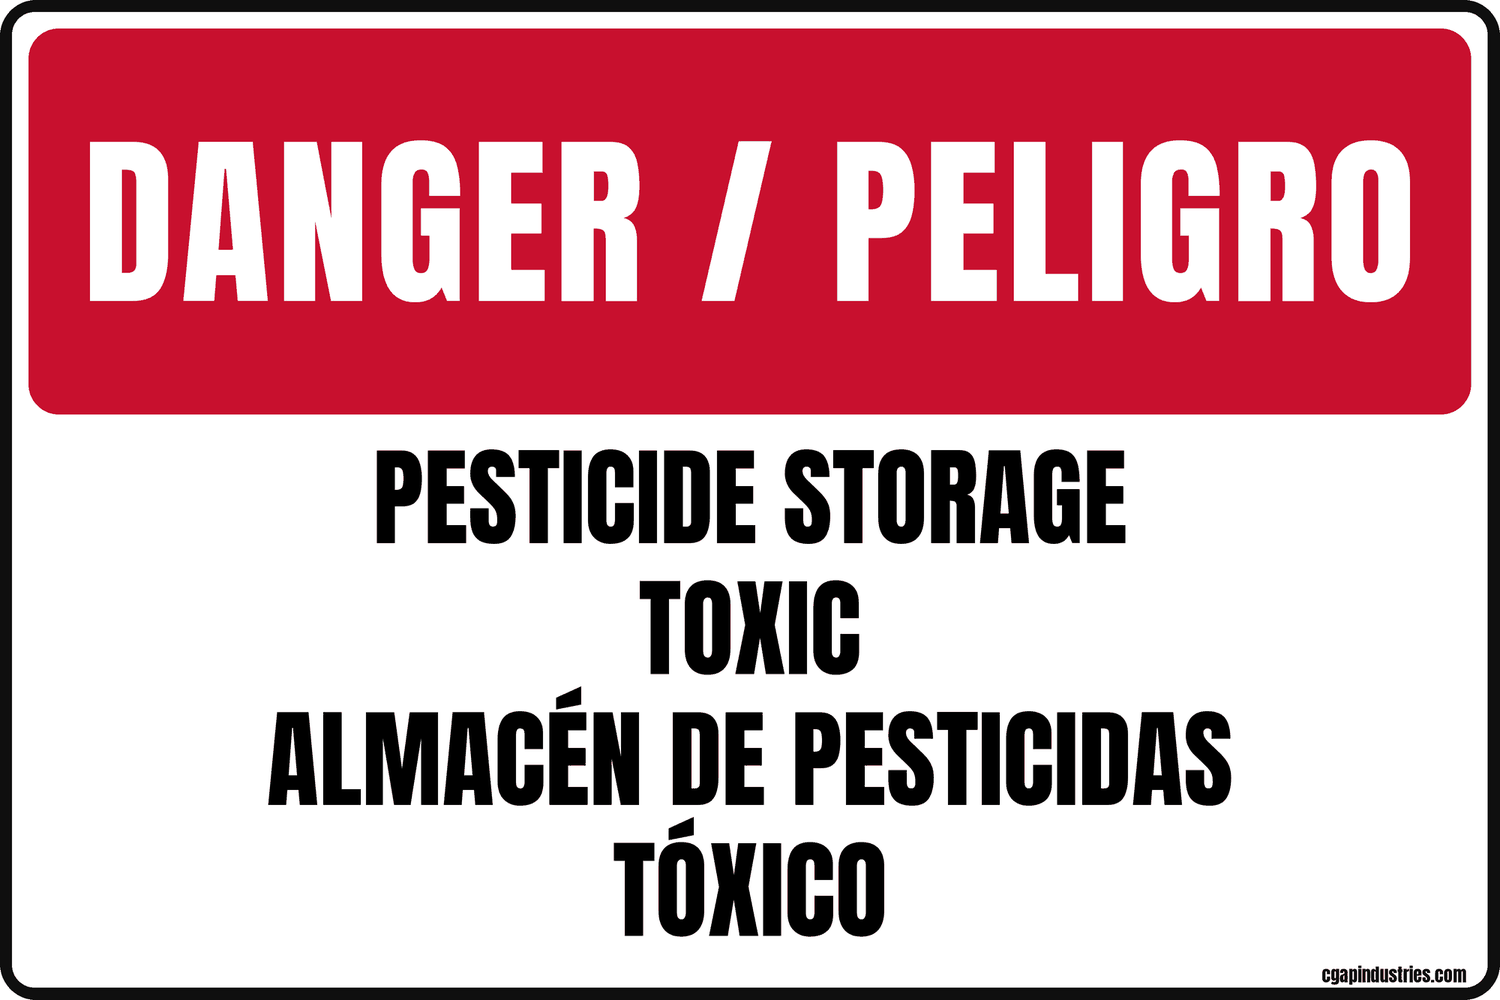 DANGER / PELIGRO
PESTICIDE STORAGE
TOXIC
ALMACÉN DE PESTICIDAS
TÓXICO
cgapindustries.com